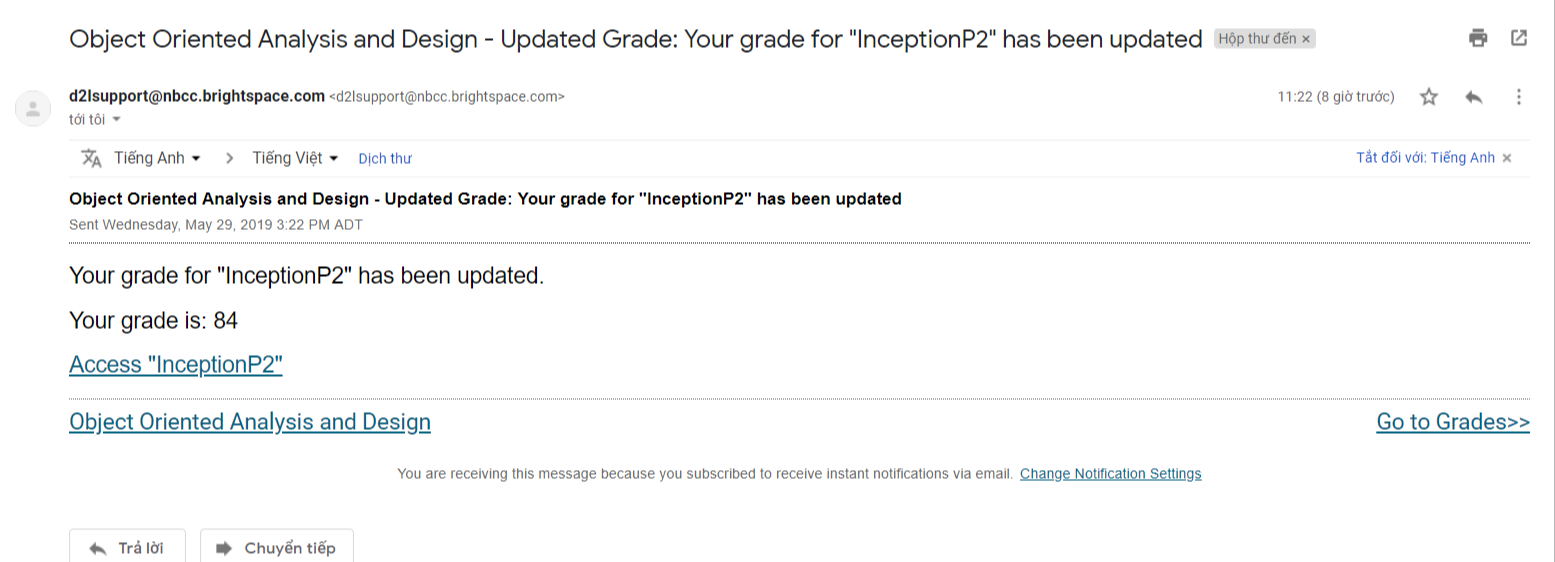 Object Oriented Analysis and Design - Updated Grade: Your grade for "InceptionP2" has been updated Hộp thư đến ×
d2lsupport@nbcc.brightspace.com <d2lsupport@nbcc.brightspace.com> 11:22 (8 giờ trước)
tới tôi
Tiếng Anh > Tiếng Việt Dịch thư Tắt đối với: Tiếng Anh ×
Object Oriented Analysis and Design - Updated Grade: Your grade for "InceptionP2" has been updated
Sent Wednesday, May 29, 2019 3:22 PM ADT
Your grade for "InceptionP2" has been updated.
Your grade is: 84
Access "InceptionP2"
Object Oriented Analysis and Design Go to Grades>>
You are receiving this message because you subscribed to receive instant notifications via email. Change Notification Settings
Trả lời Chuyển tiếp